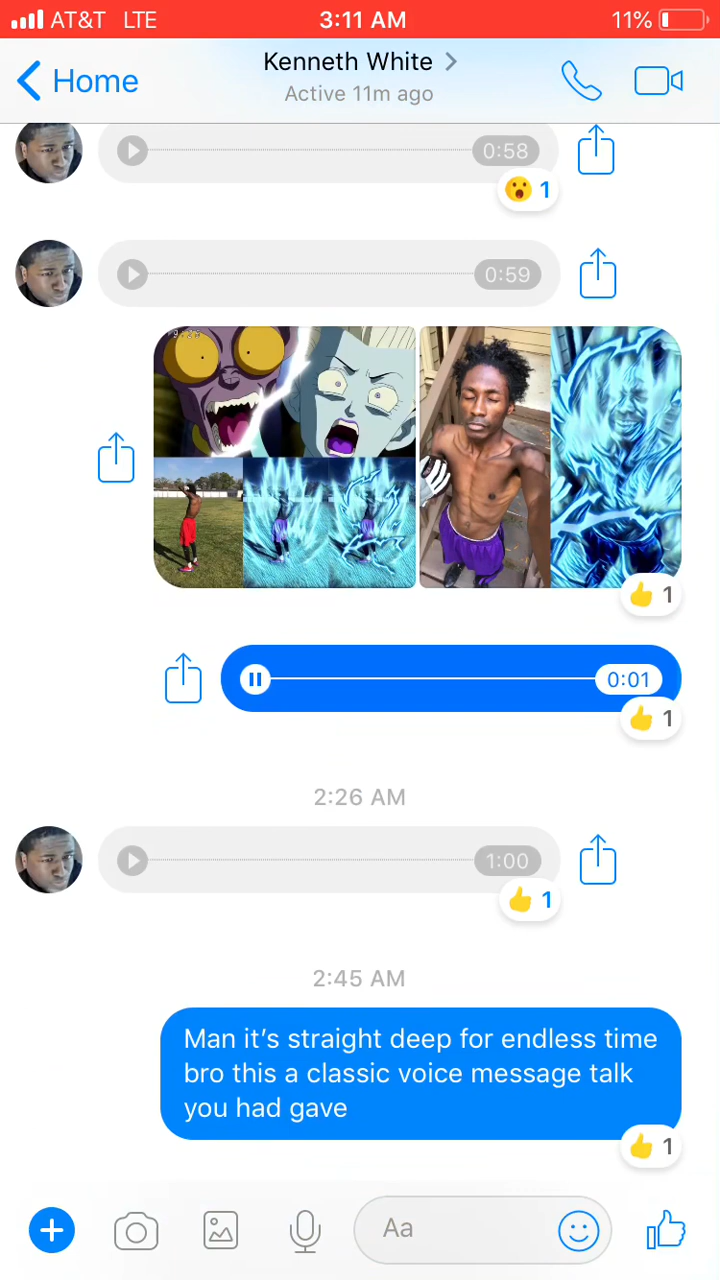 AT&T LTE 3:11 AM 11%
Home
Kenneth White
Active 11m ago
0:58
1
0:59
1
0:01
1
2:26 AM
1:00
1
2:45 AM
Man it’s straight deep for endless time
bro this a classic voice message talk
you had gave
1
Aa